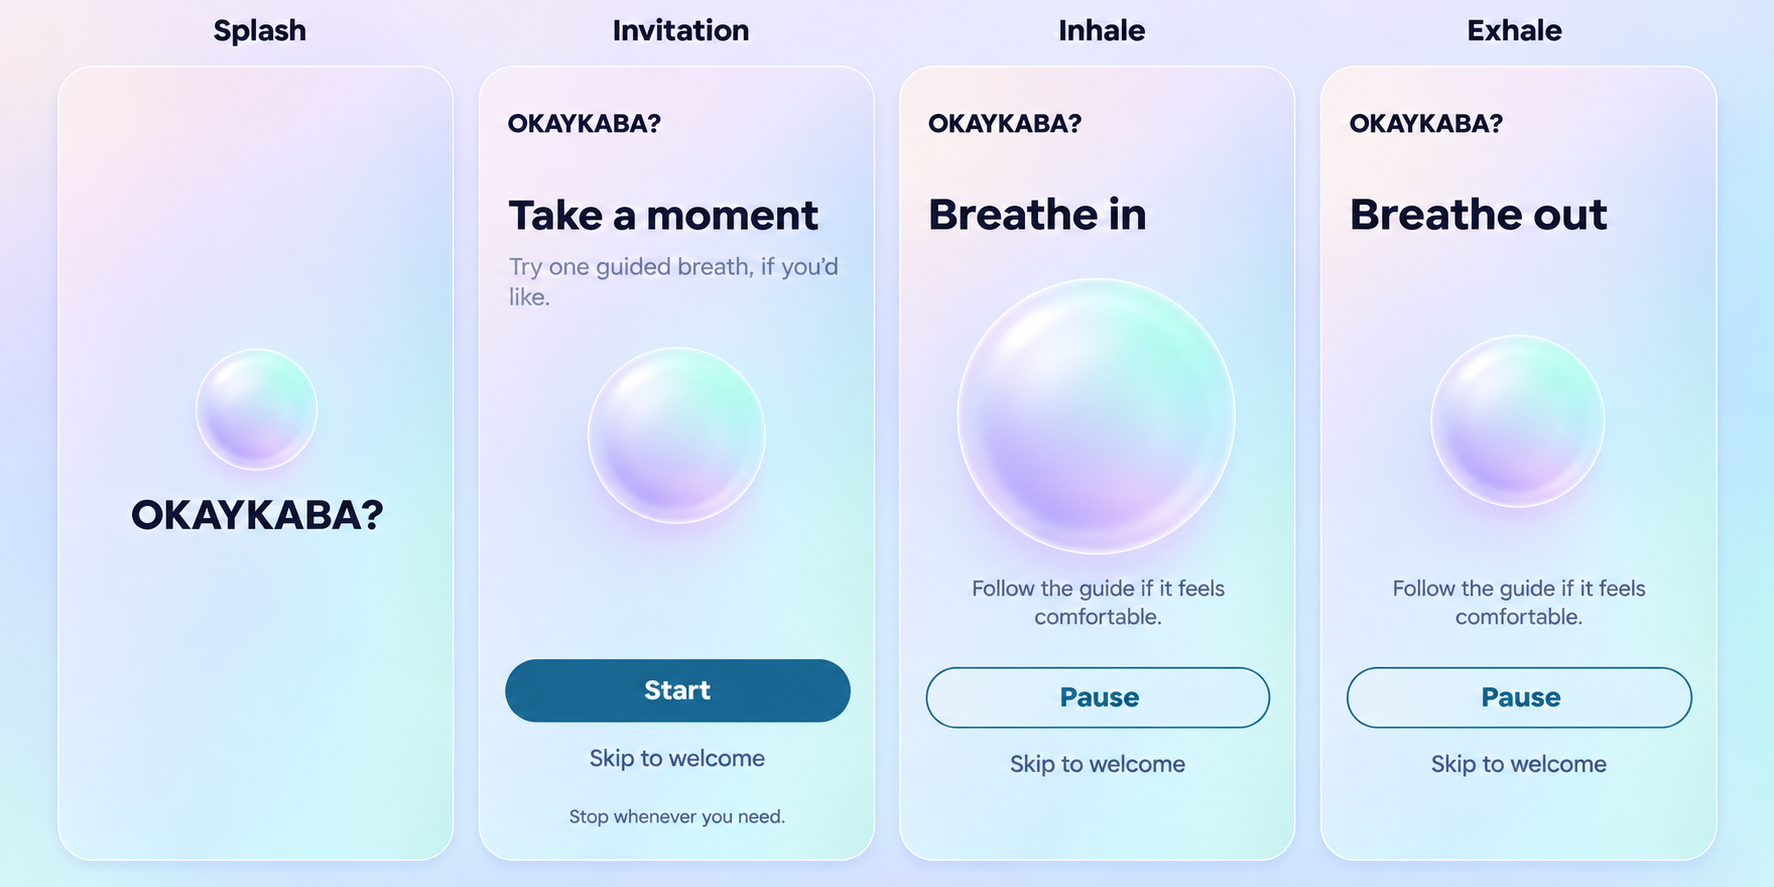 Splash
OKAYKABA?
Invitation
OKAYKABA?
Take a moment
Try one guided breath, if you’d
like.
Start
Skip to welcome
Stop whenever you need.
Inhale
OKAYKABA?
Breathe in
Follow the guide if it feels
comfortable.
Pause
Skip to welcome
Exhale
OKAYKABA?
Breathe out
Follow the guide if it feels
comfortable.
Pause
Skip to welcome